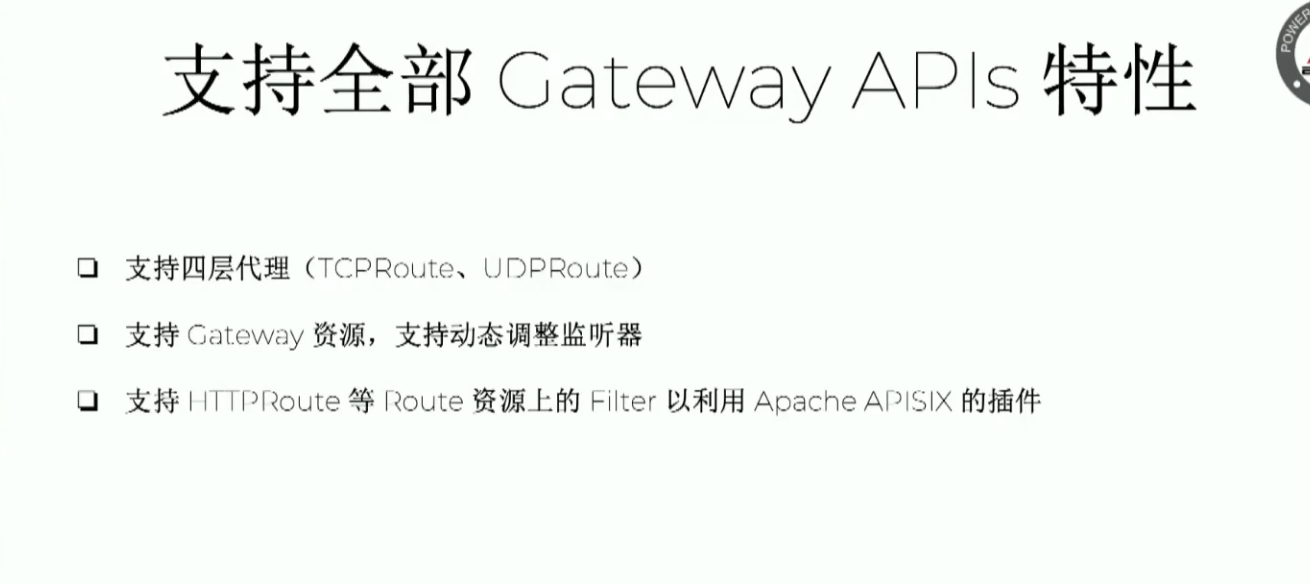 支持全部 Gateway APIs 特性
POWER
支持四层代理（TCPRoute、UDPRoute）
支持 Gateway 资源，支持动态调整监听器
支持 HTTPRoute 等 Route 资源上的 Filter 以利用 Apache APISIX 的插件